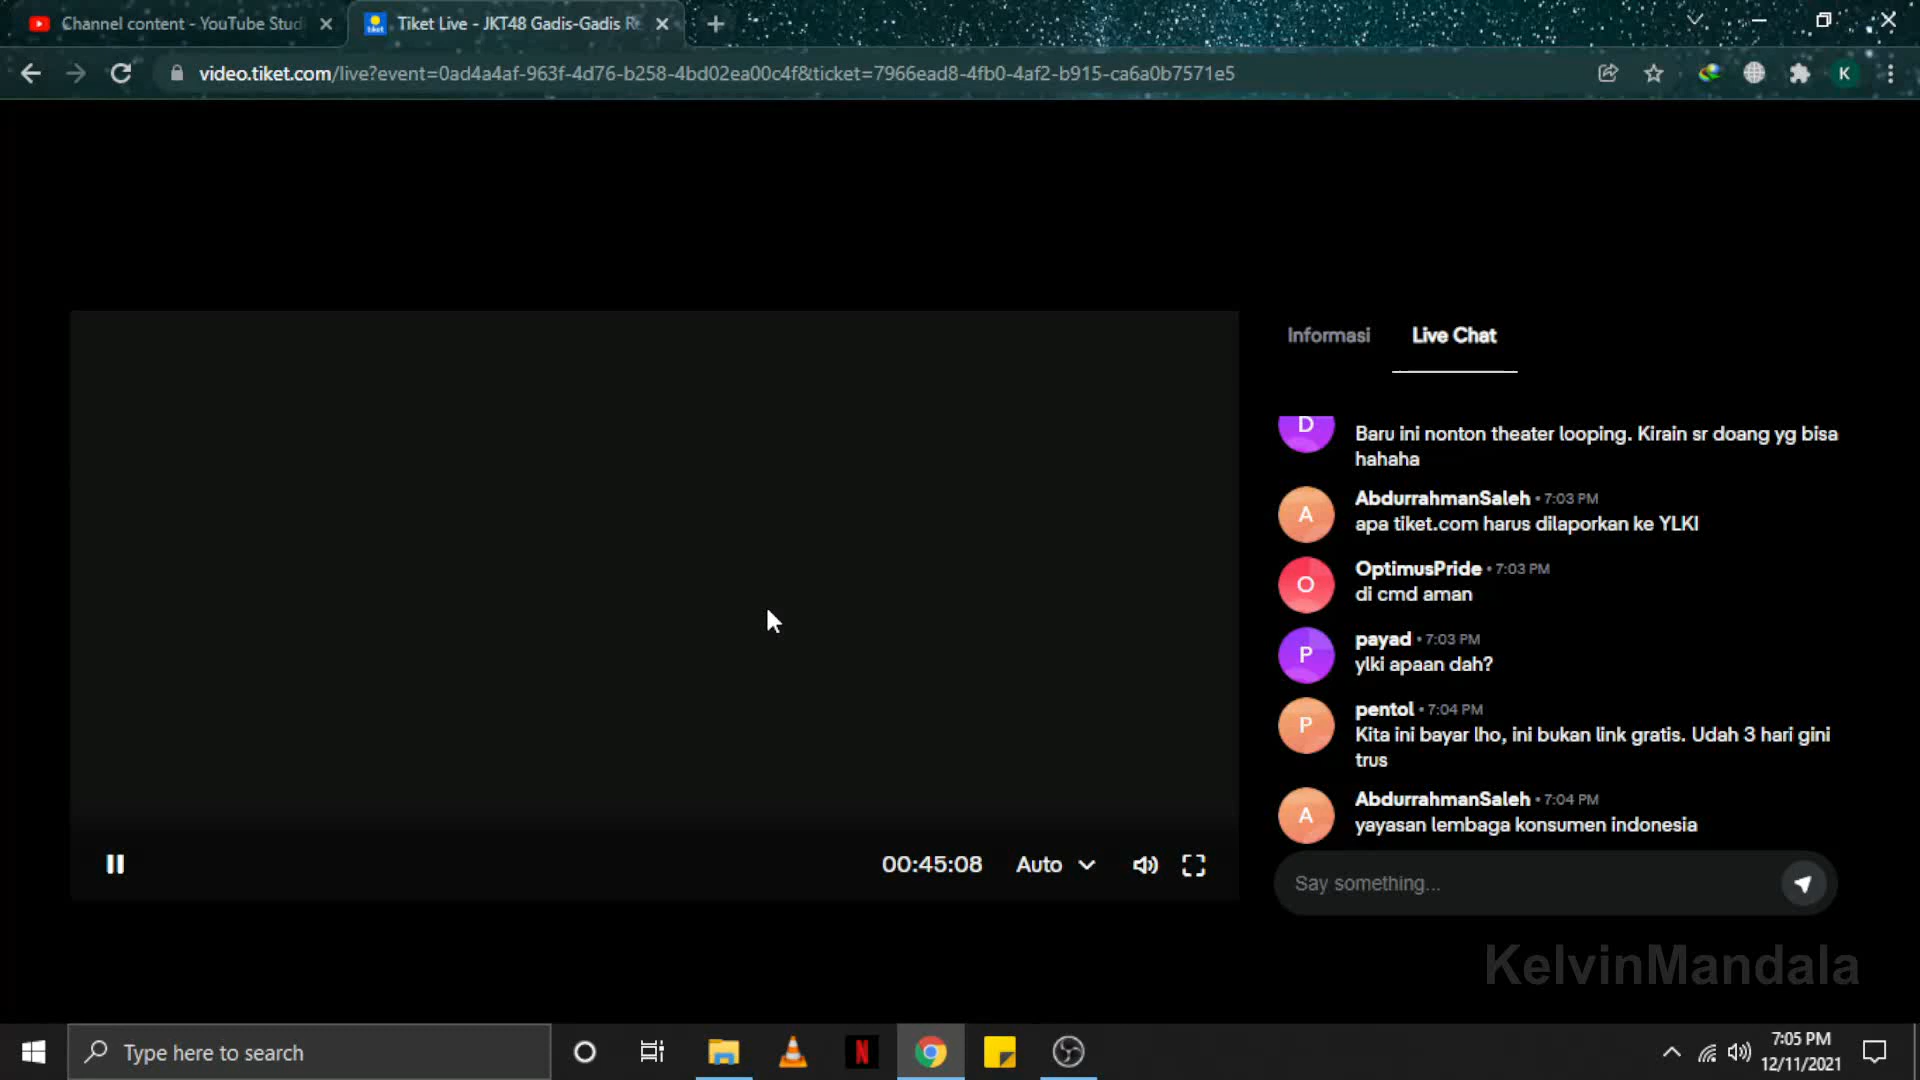 Channel content - YouTube Studi
Tiket Live - JKT48 Gadis-Gadis Re
video.tiket.com/live?event=0ad4a4af-963f-4d76-b258-4bd02ea00c4f&ticket=7966ead8-4fb0-4af2-b915-ca6a0b7571e5
K
Informasi
Live Chat
D
Baru ini nonton theater looping. Kirain sr doang yg bisa
hahaha
A
AbdurrahmanSaleh • 7:03 PM
apa tiket.com harus dilaporkan ke YLKI
O
OptimusPride • 7:03 PM
di cmd aman
P
payad • 7:03 PM
ylki apaan dah?
P
pentol • 7:04 PM
Kita ini bayar lho, ini bukan link gratis. Udah 3 hari gini
trus
A
AbdurrahmanSaleh • 7:04 PM
yayasan lembaga konsumen indonesia
00:45:08
Auto
Say something...
KelvinMandala
Type here to search
N
7:05 PM
12/11/2021